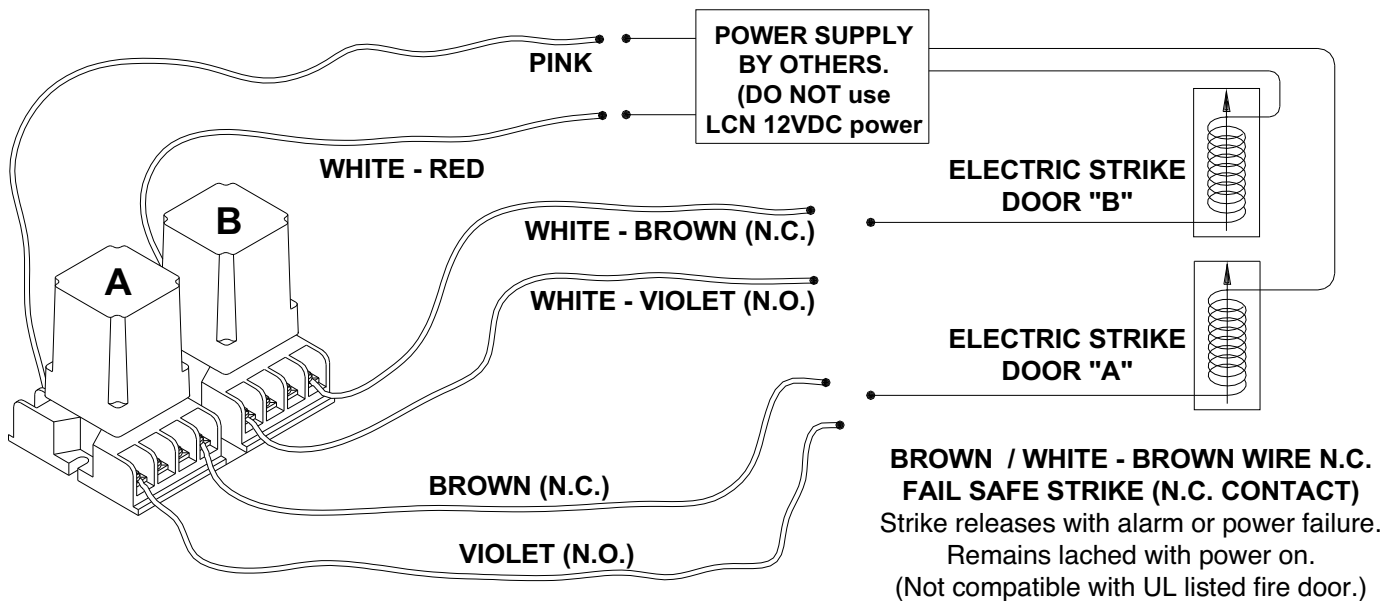 PINK
POWER SUPPLY
BY OTHERS.
(DO NOT use
LCN 12VDC power
WHITE - RED
B
A
ELECTRIC STRIKE
DOOR "B"
WHITE - BROWN (N.C.)
WHITE - VIOLET (N.O.)
ELECTRIC STRIKE
DOOR "A"
BROWN (N.C.)
VIOLET (N.O.)
BROWN / WHITE - BROWN WIRE N.C.
FAIL SAFE STRIKE (N.C. CONTACT)
Strike releases with alarm or power failure.
Remains lached with power on.
(Not compatible with UL listed fire door.)